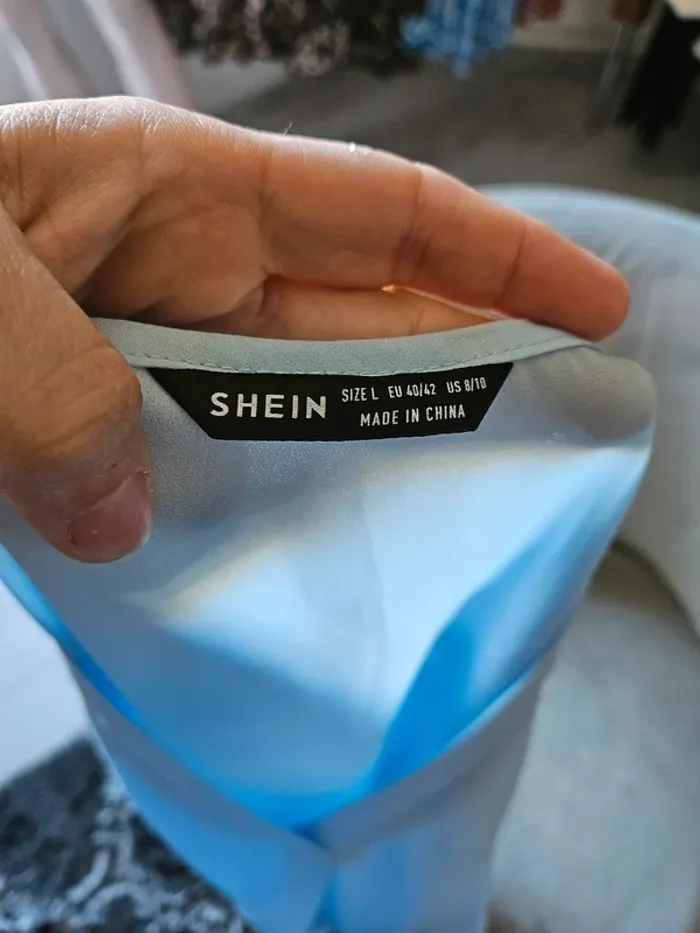 SHEIN
SIZE L EU 40/42 US 8/10
MADE IN CHINA